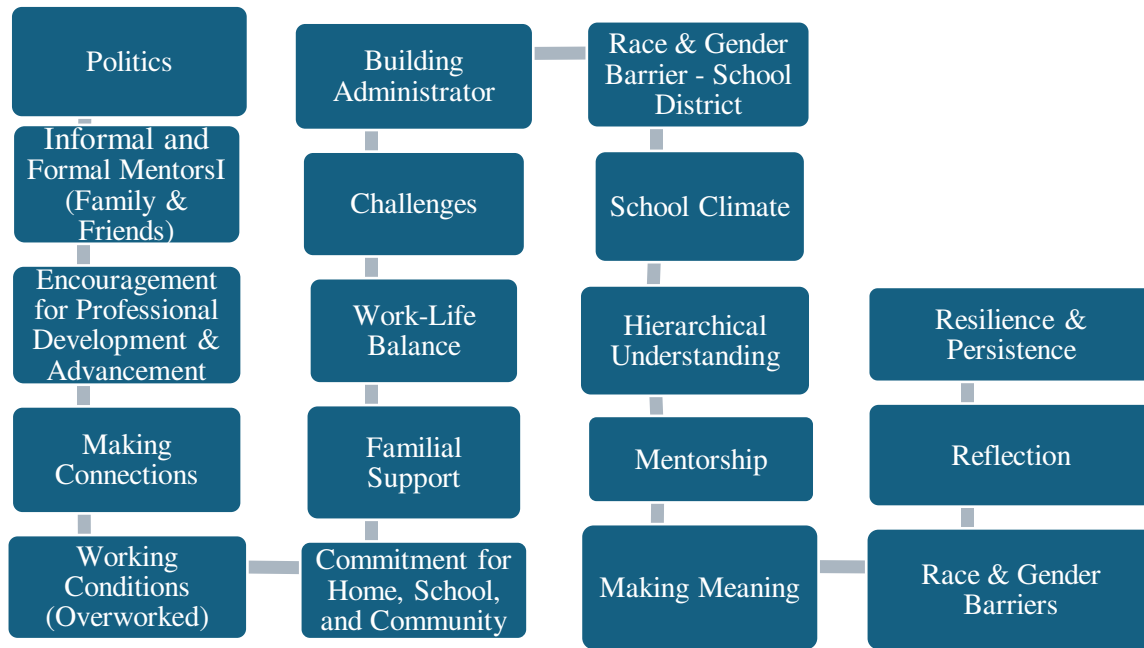 Politics
Informal and
Formal MentorsI
(Family &
Friends)
Encouragement
for Professional
Development &
Advancement
Making
Connections
Working
Conditions
(Overworked)
Commitment for
Home, School,
and Community
Familial
Support
Work-Life
Balance
Challenges
Building
Administrator
Race & Gender
Barrier - School
District
School Climate
Hierarchical
Understanding
Mentorship
Making Meaning
Race & Gender
Barriers
Reflection
Resilience &
Persistence